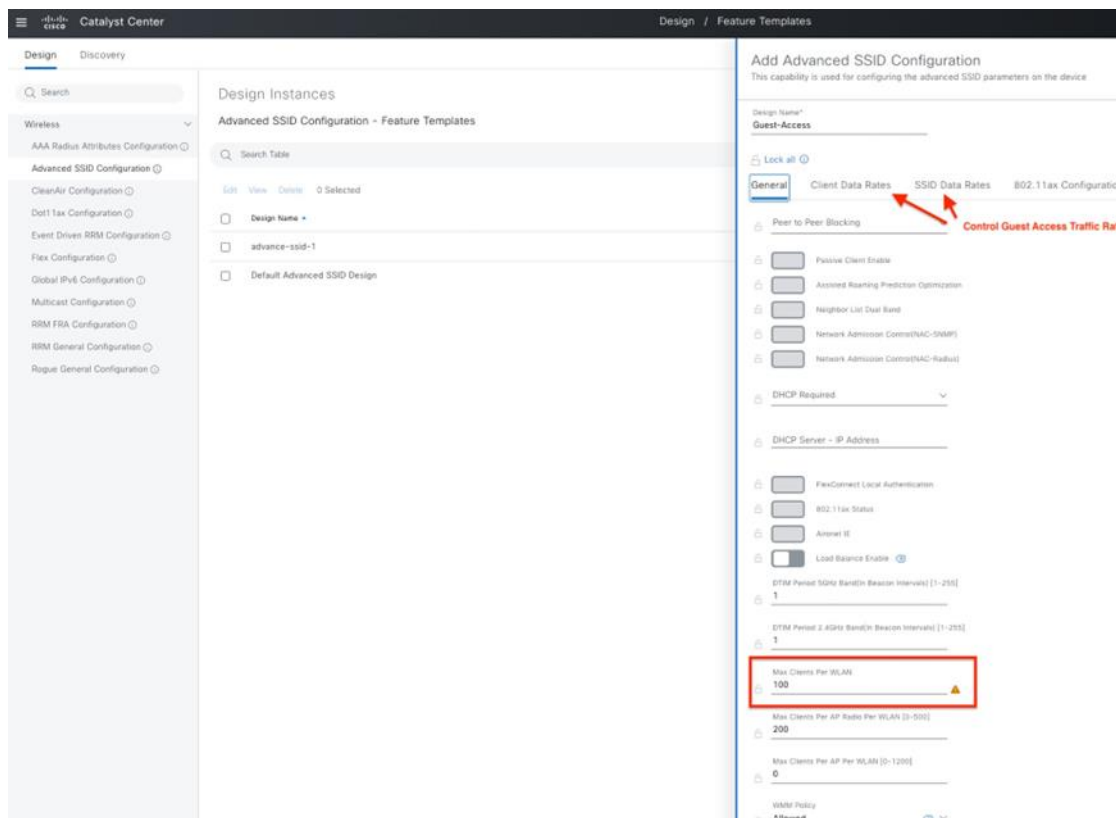 CISCO Catalyst Center
Design / Feature Templates
Design Discovery
Search
Wireless
AAA Radius Attributes Configuration
Advanced SSID Configuration
CleanAir Configuration
Dot11ax Configuration
Event Driven RRM Configuration
Flex Configuration
Global IPv6 Configuration
Multicast Configuration
RRM FRA Configuration
RRM General Configuration
Rogue General Configuration
Design Instances
Advanced SSID Configuration - Feature Templates
Search Table
Edit View Delete 0 Selected
Design Name
advance-ssid-1
Default Advanced SSID Design
Add Advanced SSID Configuration
This capability is used for configuring the advanced SSID parameters on the device
Design Name*
Guest-Access
Lock all
General Client Data Rates SSID Data Rates 802.11ax Configuratio
Peer to Peer Blocking
Control Guest Access Traffic Ra
Passive Client Enable
Assisted Roaming Prediction Optimization
Neighbor List Dual Band
Network Admission Control(NAC-SNMP)
Network Admission Control(NAC-Radius)
DHCP Required
DHCP Server - IP Address
FlexConnect Local Authentication
802.11ax Status
Aironet IE
Load Balance Enable
DTIM Period 5GHz Band(In Beacon Intervals) [1-255]
1
DTIM Period 2.4GHz Band(In Beacon Intervals) [1-255]
1
Max Clients Per WLAN
100
Max Clients Per AP Radio Per WLAN [0-500]
200
Max Clients Per AP Per WLAN [0-1200]
0
WMM Policy
Allowed